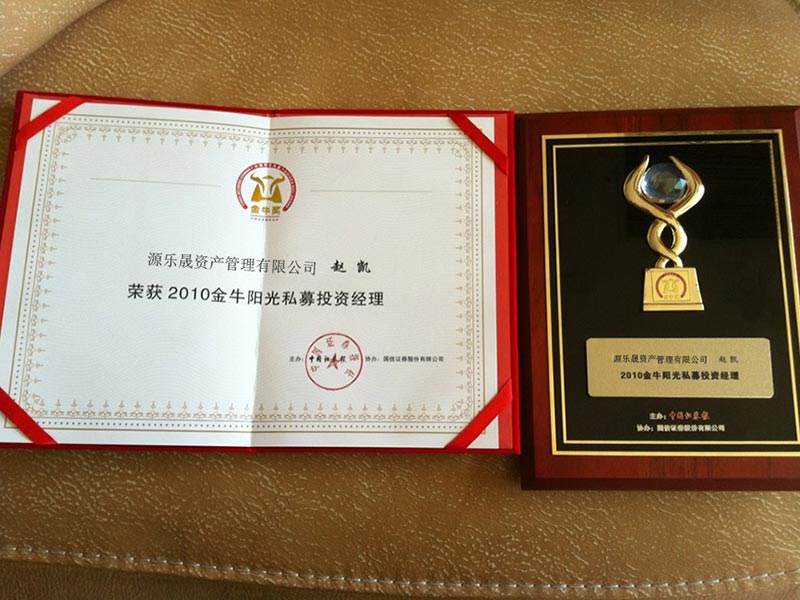 金牛奖
源乐晟资产管理有限公司 赵凯
荣获 2010金牛阳光私募投资经理
主办：中国证券报 协办：国信证券股份有限公司
源乐晟资产管理有限公司 赵凯
2010金牛阳光私募投资经理
主办：中国证券报
协办：国信证券股份有限公司